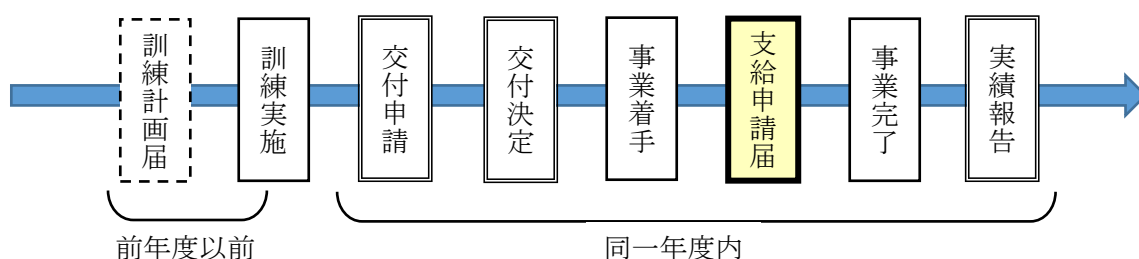 訓練計画届
訓練実施
交付申請
交付決定
事業着手
支給申請届
事業完了
実績報告
前年度以前
同一年度内